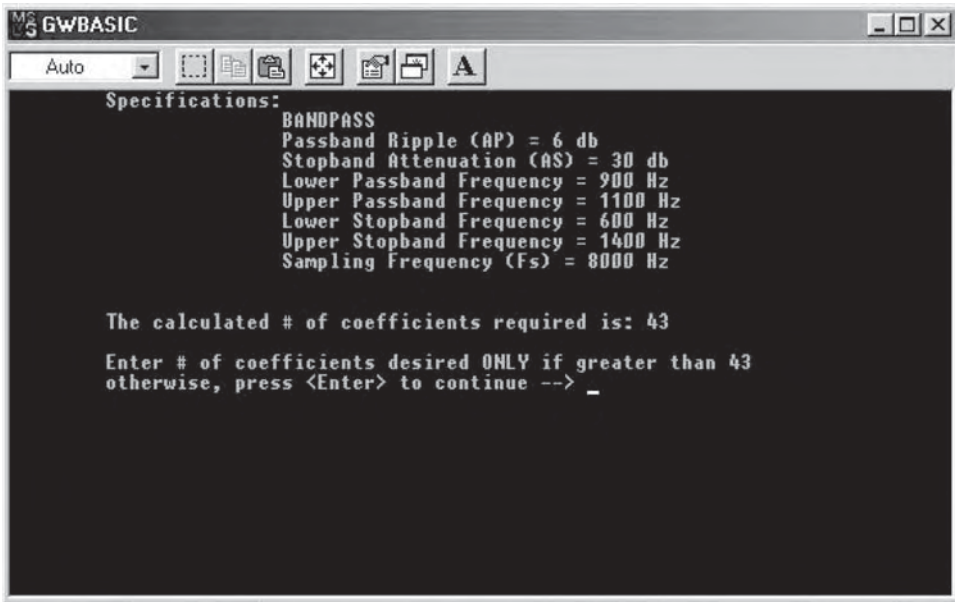 MS GWBASIC
Auto
A
Specifications:
BANDPASS
Passband Ripple (AP) = 6 db
Stopband Attenuation (AS) = 30 db
Lower Passband Frequency = 900 Hz
Upper Passband Frequency = 1100 Hz
Lower Stopband Frequency = 600 Hz
Upper Stopband Frequency = 1400 Hz
Sampling Frequency (Fs) = 8000 Hz
The calculated # of coefficients required is: 43
Enter # of coefficients desired ONLY if greater than 43
otherwise, press <Enter> to continue --> _